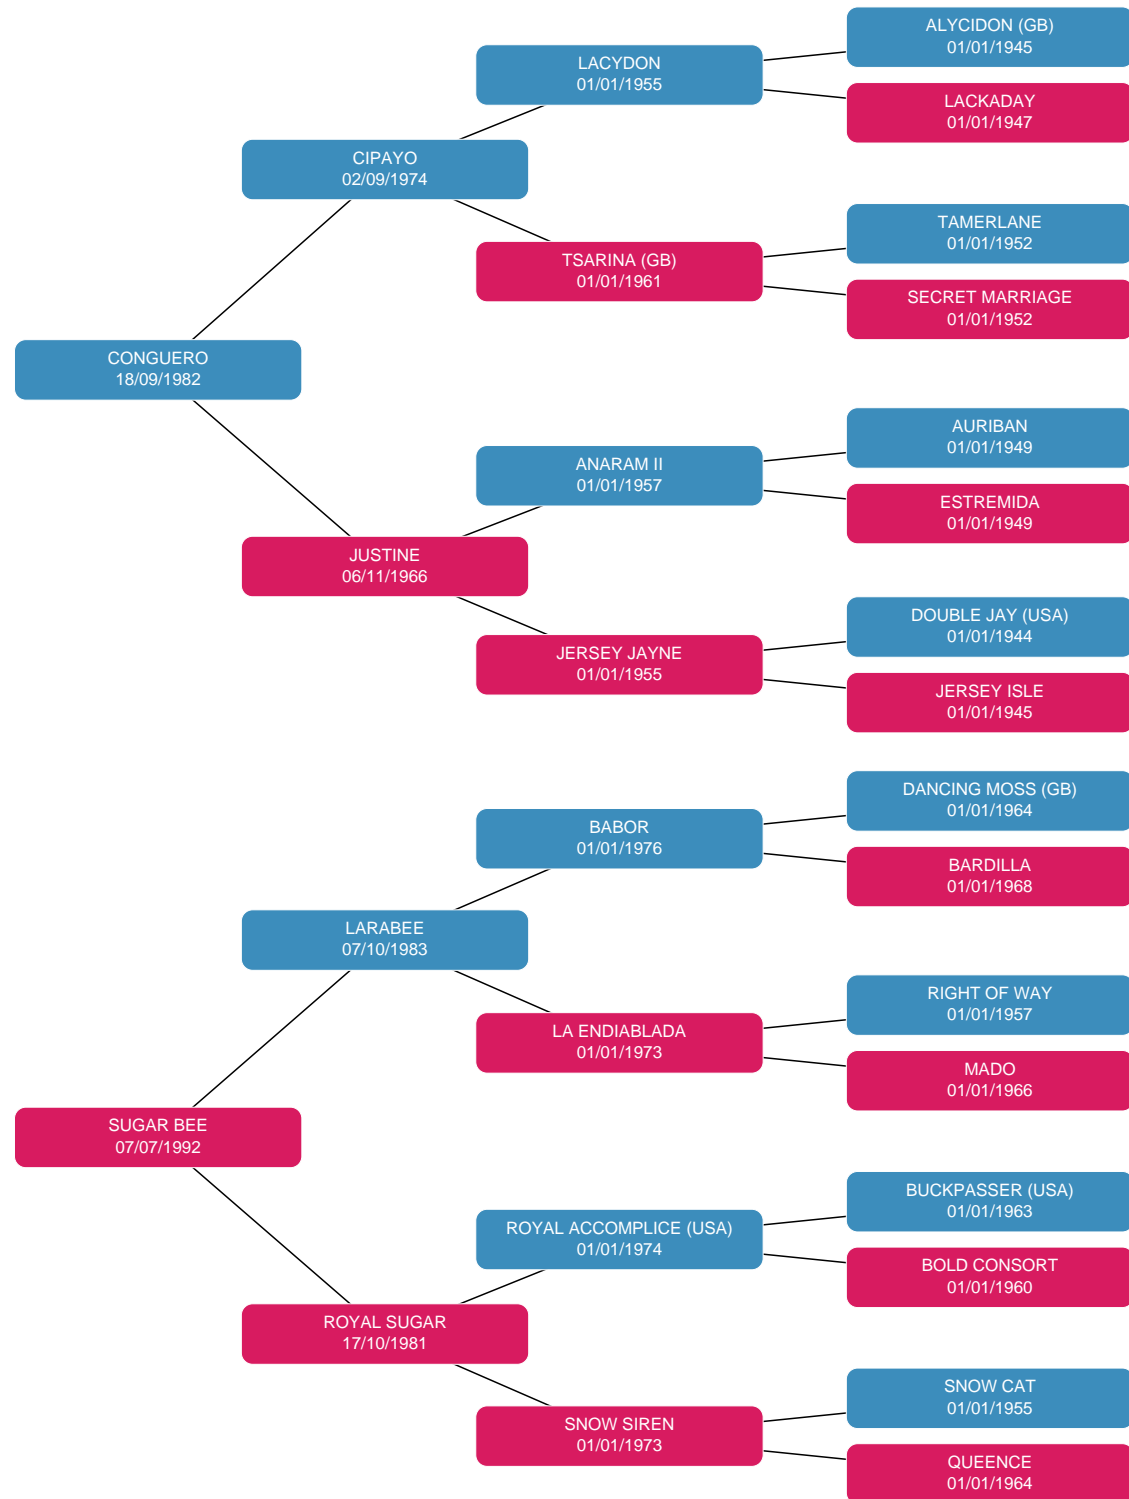 ALYCIDON (GB)
01/01/1945
LACYDON
01/01/1955
LACKADAY
01/01/1947
CIPAYO
02/09/1974
TAMERLANE
01/01/1952
TSARINA (GB)
01/01/1961
SECRET MARRIAGE
01/01/1952
CONGUERO
18/09/1982
AURIBAN
01/01/1949
ANARAM II
01/01/1957
ESTREMIDA
01/01/1949
JUSTINE
06/11/1966
DOUBLE JAY (USA)
01/01/1944
JERSEY JAYNE
01/01/1955
JERSEY ISLE
01/01/1945
DANCING MOSS (GB)
01/01/1964
BABOR
01/01/1976
BARDILLA
01/01/1968
LARABEE
07/10/1983
RIGHT OF WAY
01/01/1957
LA ENDIABLADA
01/01/1973
MADO
01/01/1966
SUGAR BEE
07/07/1992
BUCKPASSER (USA)
01/01/1963
ROYAL ACCOMPLICE (USA)
01/01/1974
BOLD CONSORT
01/01/1960
ROYAL SUGAR
17/10/1981
SNOW CAT
01/01/1955
SNOW SIREN
01/01/1973
QUEENCE
01/01/1964